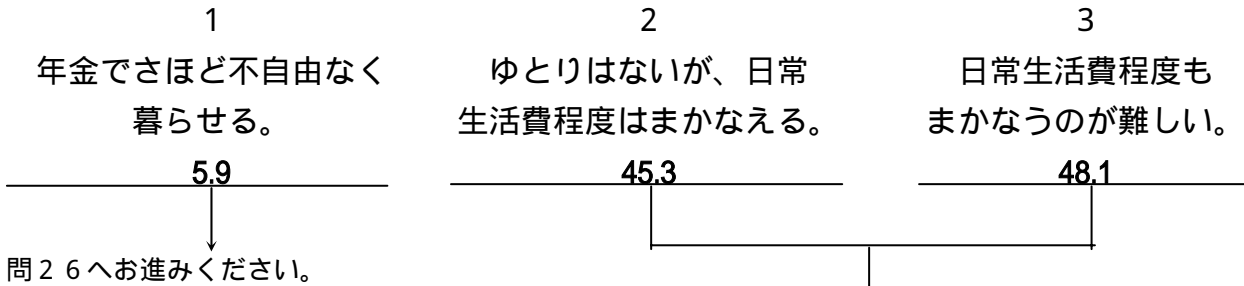 1 2 3
年金でさほど不自由なく ゆとりはないが、日常 日常生活費程度も
暮らせる。 生活費程度はまかなえる。 まかなうのが難しい。
5.9 45.3 48.1
問２６へお進みください。